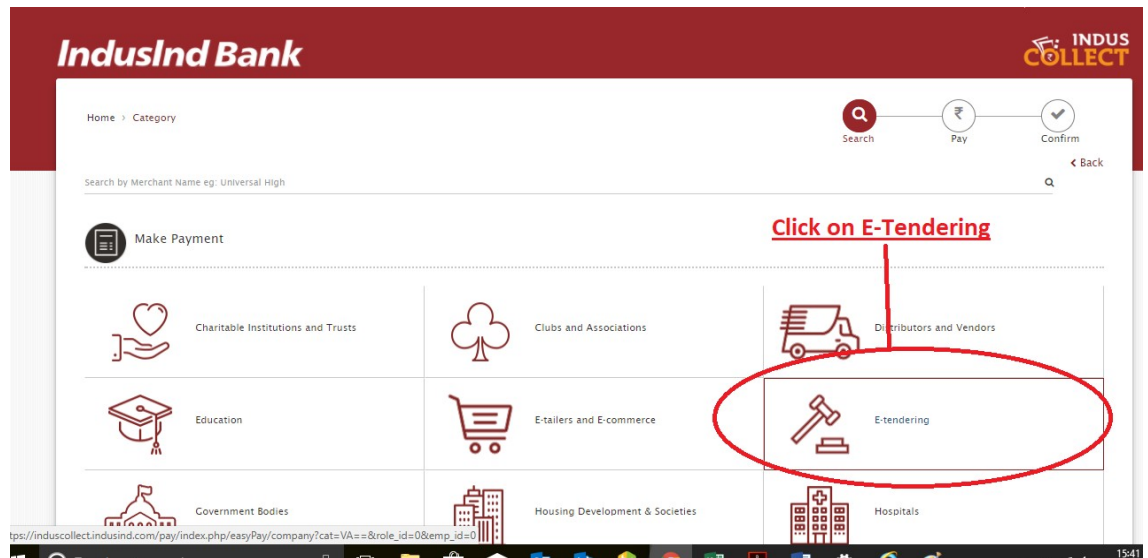 IndusInd Bank
INDUS
COLLECT
Home > Category
Search
Pay
Confirm
< Back
Search by Merchant Name eg: Universal High
Make Payment
Click on E-Tendering
Charitable Institutions and Trusts
Clubs and Associations
Distributors and Vendors
Education
E-tailers and E-commerce
E-tendering
Government Bodies
Housing Development & Societies
Hospitals
tps://induscollect.indusind.com/pay/index.php/easyPay/company?cat=VA==&role_id=0&temp_id=0
15:41